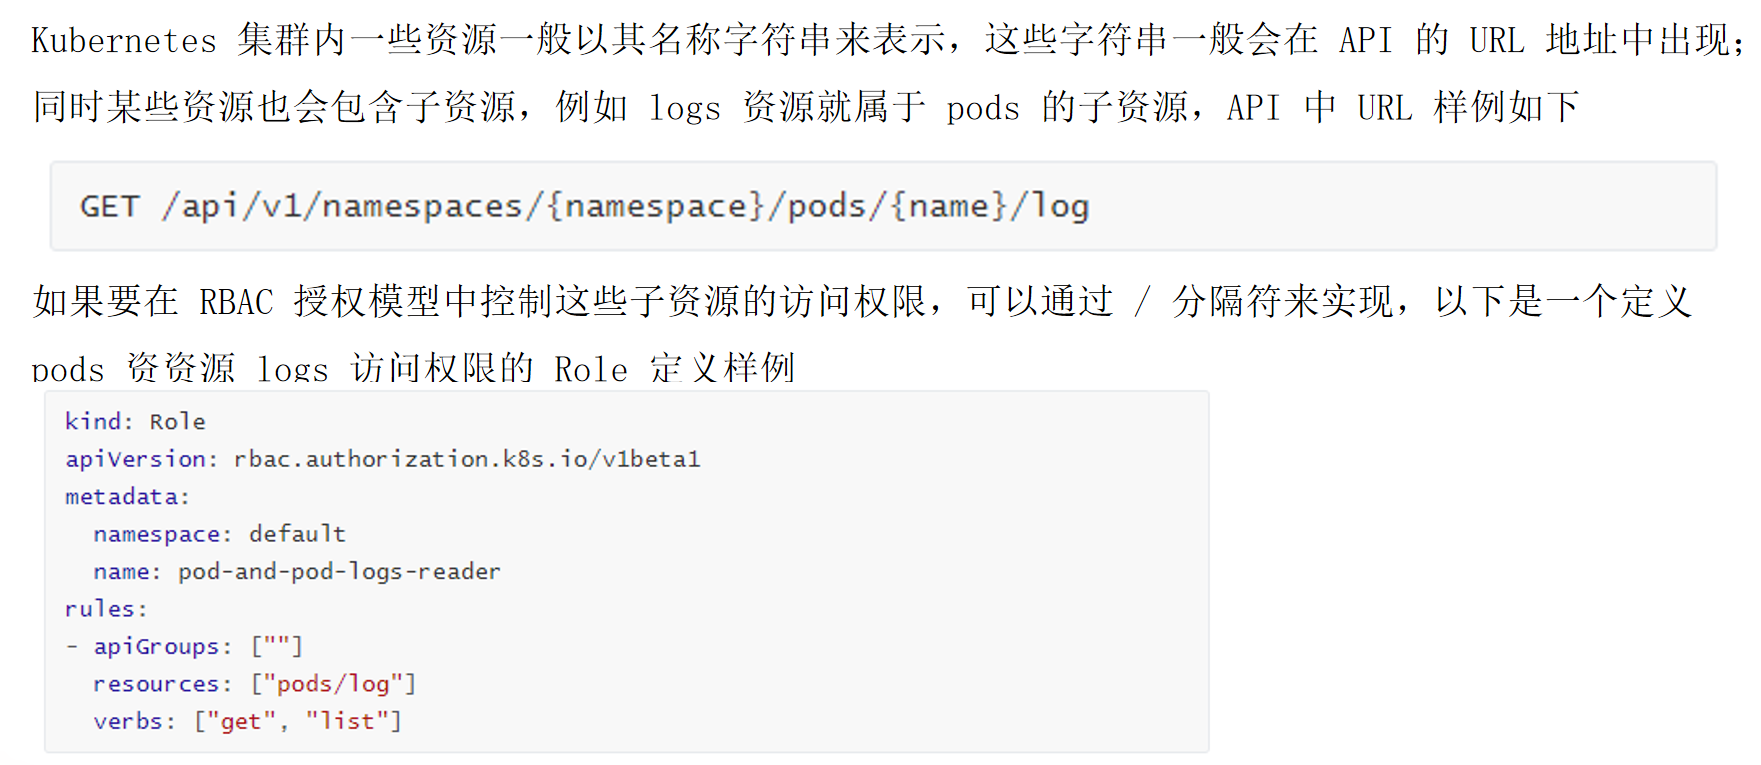 Kubernetes 集群内一些资源一般以其名称字符串来表示，这些字符串一般会在 API 的 URL 地址中出现；
同时某些资源也会包含子资源，例如 logs 资源就属于 pods 的子资源，API 中 URL 样例如下
GET /api/v1/namespaces/{namespace}/pods/{name}/log
如果要在 RBAC 授权模型中控制这些子资源的访问权限，可以通过 / 分隔符来实现，以下是一个定义
pods 资资源 logs 访问权限的 Role 定义样例
kind: Role
apiVersion: rbac.authorization.k8s.io/v1beta1
metadata:
  namespace: default
  name: pod-and-pod-logs-reader
rules:
- apiGroups: [""]
  resources: ["pods/log"]
  verbs: ["get", "list"]